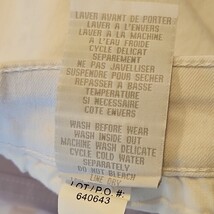 LAVER AVANT DE PORTER
LAVER A L'ENVERS
LAVER A LA MACHINE
A L'EAU FROIDE
CYCLE DELICAT
SEPAREMENT
NE PAS JAVELLISER
SUSPENDRE POUR SECHER
REPASSER A BASSE
TEMPERATURE
SI NECESSAIRE
COTE ENVERS
WASH BEFORE WEAR
WASH INSIDE OUT
MACHINE WASH DELICATE
CYCLE COLD WATER
SEPARATELY
DO NOT BLEACH
LINE DRY
LOT/P.O.#:
640643